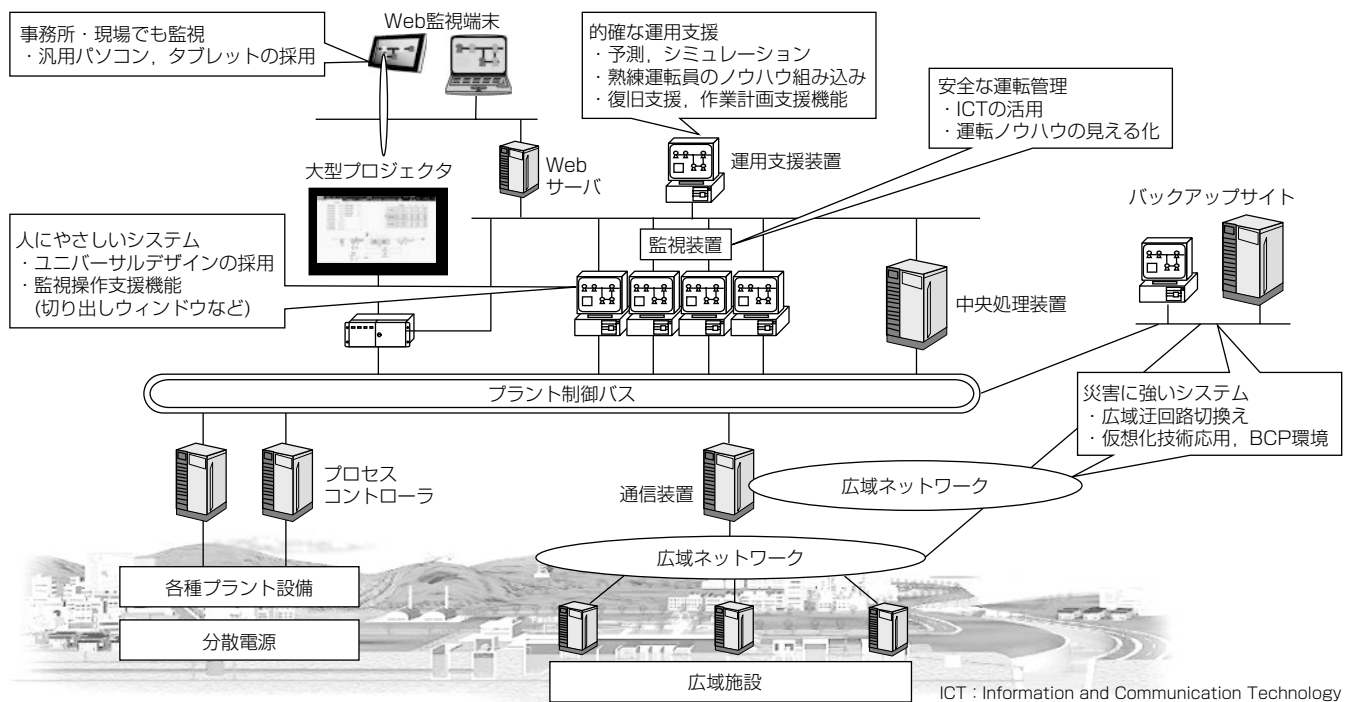 Web監視端末
事務所・現場でも監視
・汎用パソコン，タブレットの採用
的確な運用支援
・予測，シミュレーション
・熟練運転員のノウハウ組み込み
・復旧支援，作業計画支援機能
安全な運転管理
・ICTの活用
・運転ノウハウの見える化
大型プロジェクタ
Web
サーバ
運用支援装置
バックアップサイト
人にやさしいシステム
・ユニバーサルデザインの採用
・監視操作支援機能
(切り出しウィンドウなど)
監視装置
中央処理装置
プラント制御バス
災害に強いシステム
・広域迂回路切換え
・仮想化技術応用，BCP環境
プロセス
コントローラ
通信装置
広域ネットワーク
広域ネットワーク
各種プラント設備
分散電源
広域施設
ICT：Information and Communication Technology